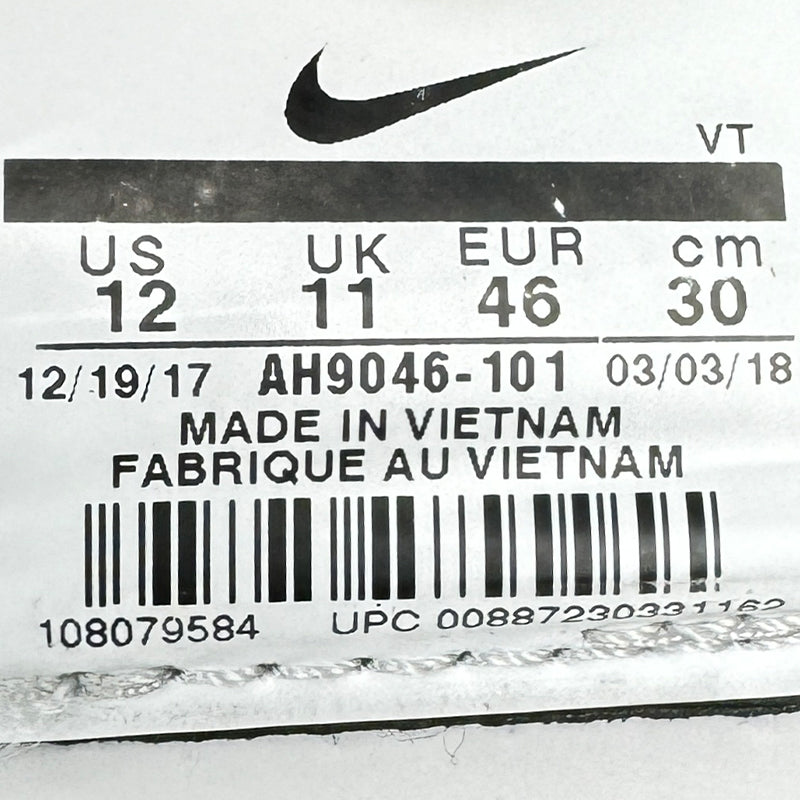 VT
US UK EUR cm
12 11 46 30
12/19/17 AH9046-101 03/03/18
MADE IN VIETNAM
FABRIQUE AU VIETNAM
108079584 UPC 00887230331162